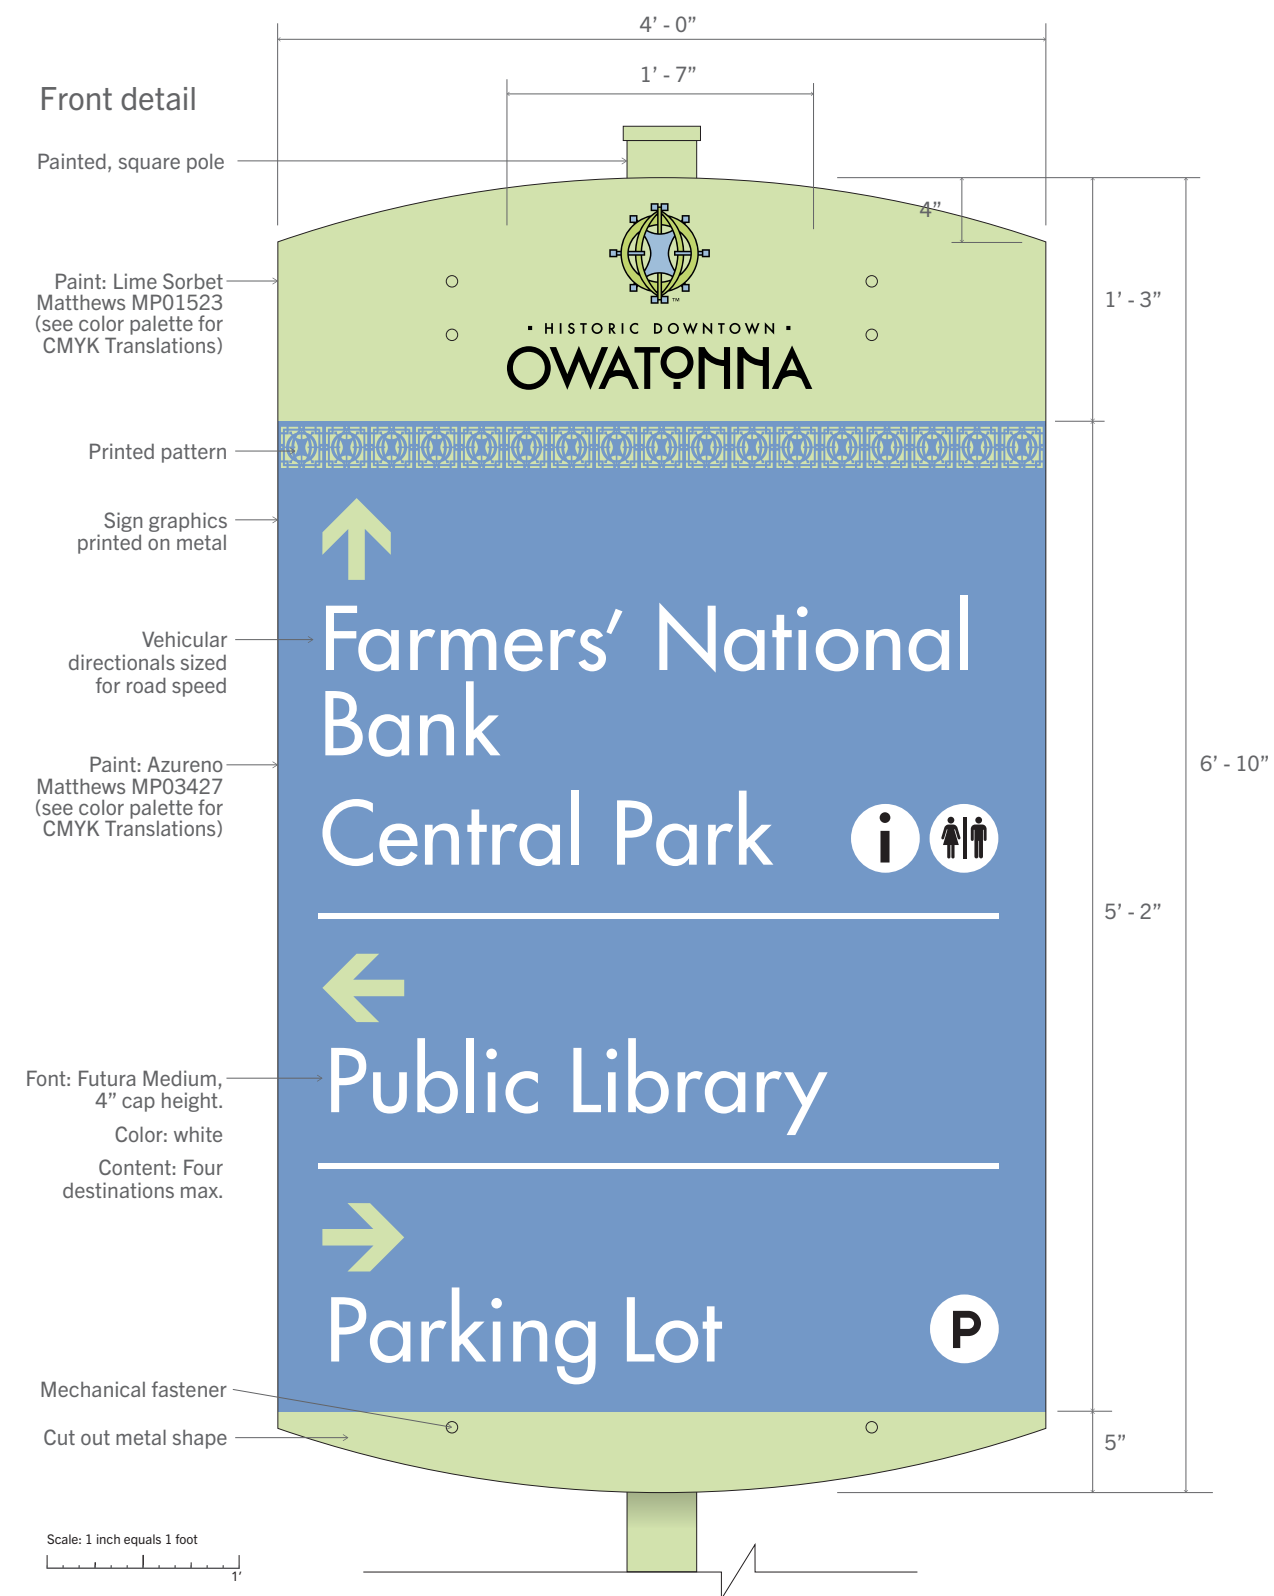 4’ - 0”
1’ - 7”
Front detail
Painted, square pole
4”
TM
Paint: Lime Sorbet
Matthews MP01523
(see color palette for
CMYK Translations)
1’ - 3”
▪ HISTORIC DOWNTOWN ▪
OWATONNA
Printed pattern
Sign graphics
printed on metal
Vehicular
directionals sized
for road speed
Farmers’ National
Bank
Paint: Azureno
Matthews MP03427
(see color palette for
CMYK Translations)
6’ - 10”
Central Park
i
5’ - 2”
Font: Futura Medium,
4” cap height.
Color: white
Content: Four
destinations max.
Public Library
Parking Lot
P
Mechanical fastener
Cut out metal shape
5”
Scale: 1 inch equals 1 foot
1’